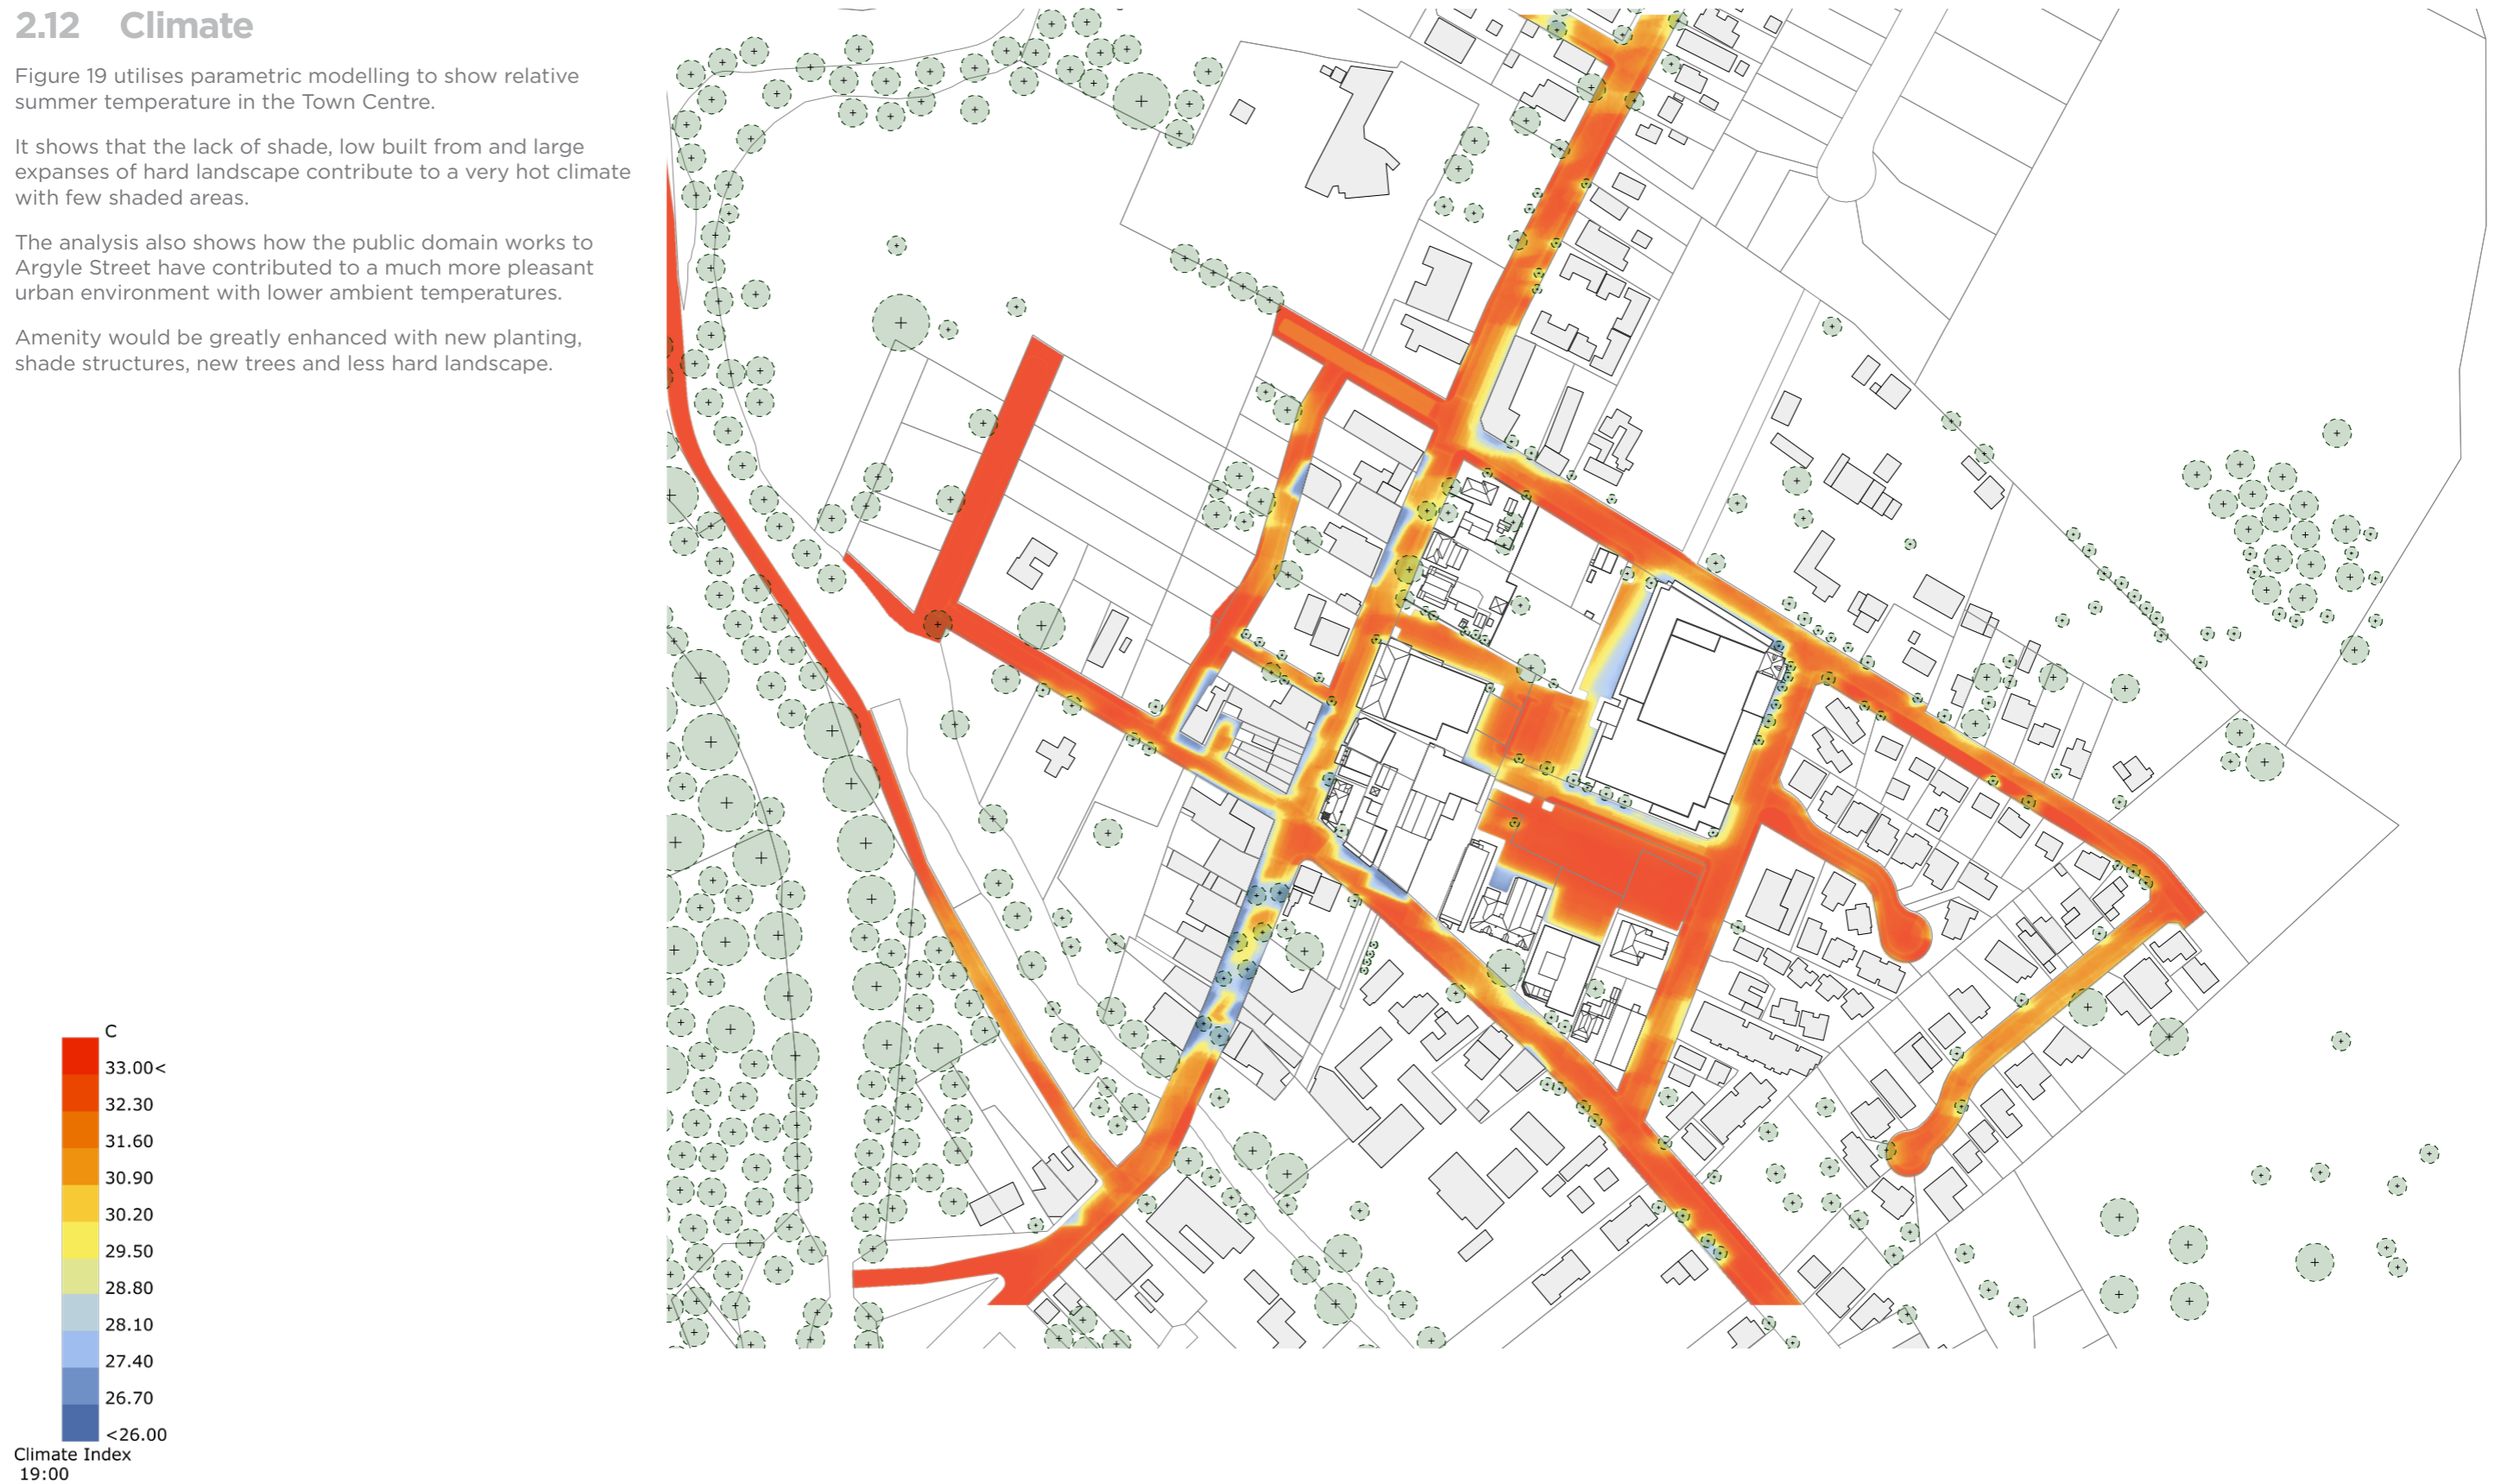 2.12 Climate
Figure 19 utilises parametric modelling to show relative
summer temperature in the Town Centre.
It shows that the lack of shade, low built from and large
expanses of hard landscape contribute to a very hot climate
with few shaded areas.
The analysis also shows how the public domain works to
Argyle Street have contributed to a much more pleasant
urban environment with lower ambient temperatures.
Amenity would be greatly enhanced with new planting,
shade structures, new trees and less hard landscape.
C
33.00<
32.30
31.60
30.90
30.20
29.50
28.80
28.10
27.40
26.70
<26.00
Climate Index
19:00